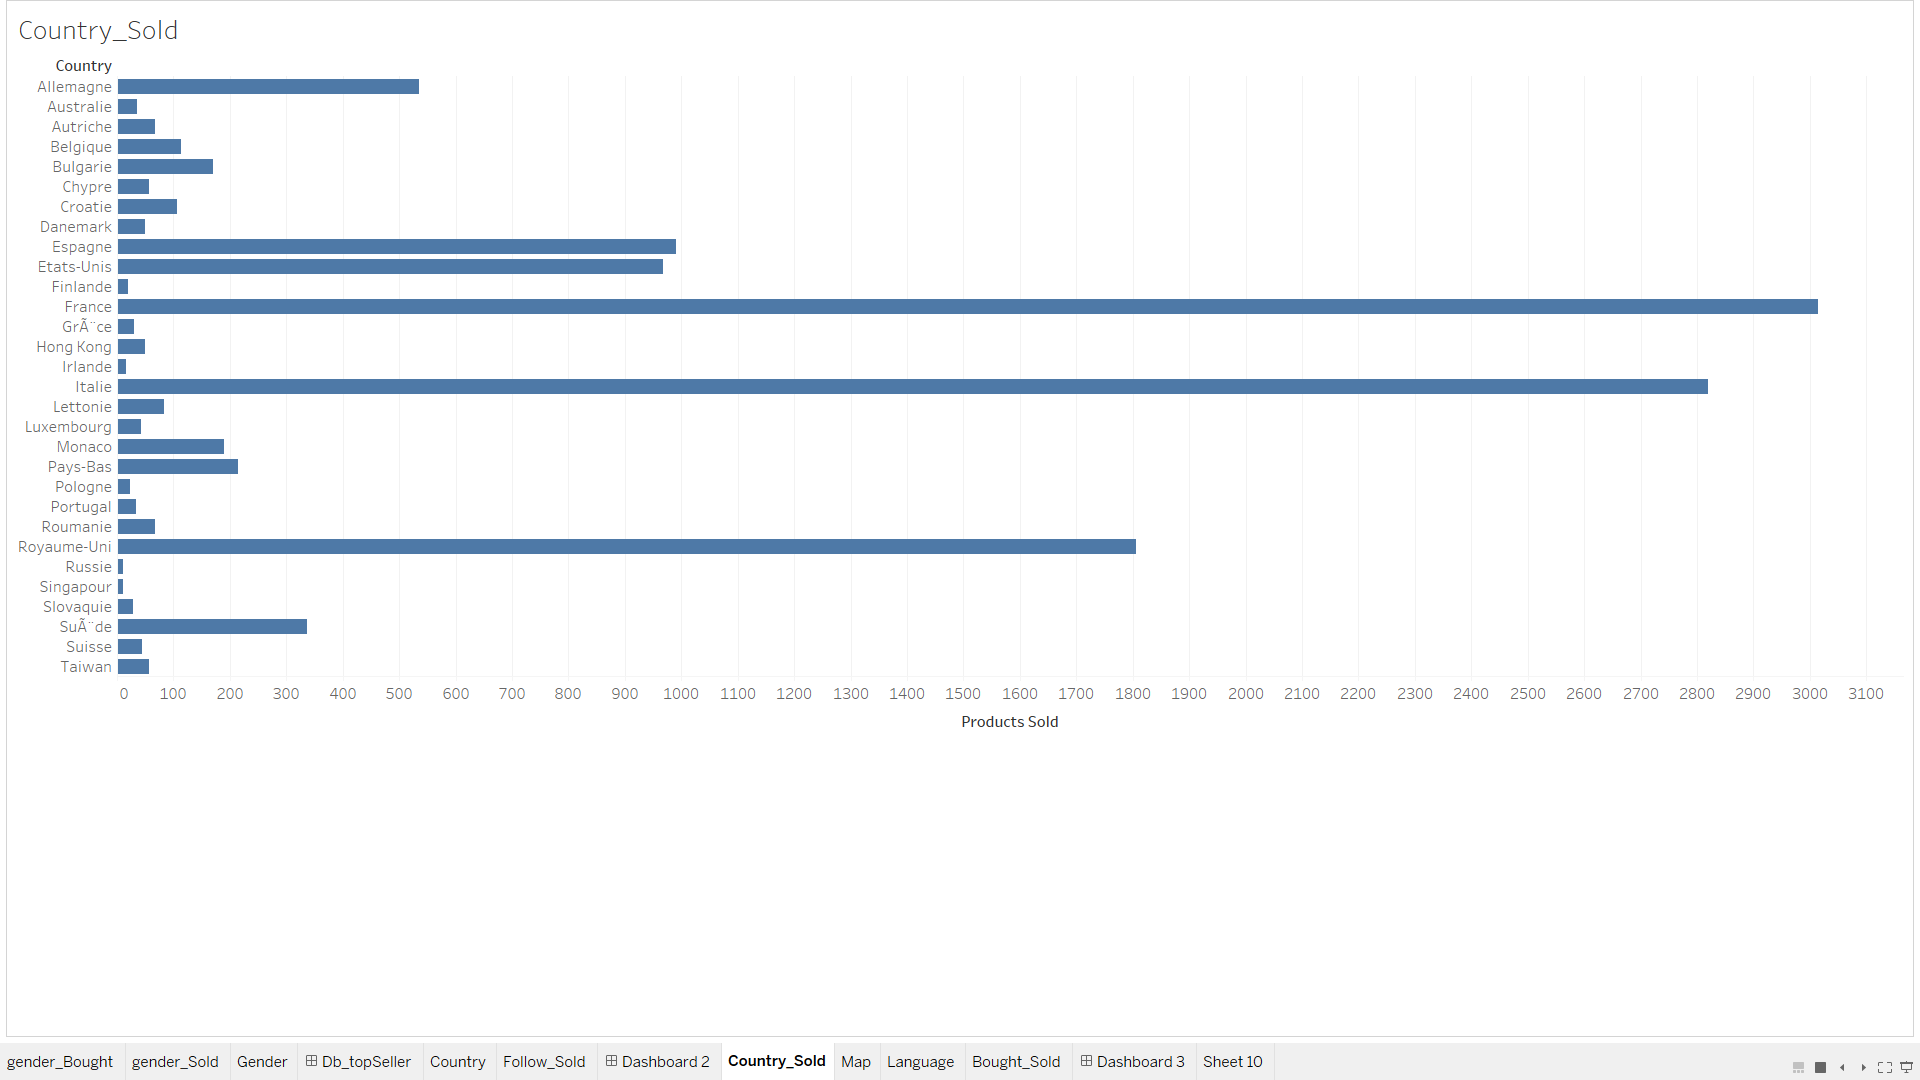 Country_Sold
Country
Allemagne
Australie
Autriche
Belgique
Bulgarie
Chypre
Croatie
Danemark
Espagne
Etats-Unis
Finlande
France
GrÃ¨ce
Hong Kong
Irlande
Italie
Lettonie
Luxembourg
Monaco
Pays-Bas
Pologne
Portugal
Roumanie
Royaume-Uni
Russie
Singapour
Slovaquie
SuÃ¨de
Suisse
Taiwan
0 100 200 300 400 500 600 700 800 900 1000 1100 1200 1300 1400 1500 1600 1700 1800 1900 2000 2100 2200 2300 2400 2500 2600 2700 2800 2900 3000 3100
Products Sold
gender_Bought gender_Sold Gender Db_topSeller Country Follow_Sold Dashboard 2 Country_Sold Map Language Bought_Sold Dashboard 3 Sheet 10